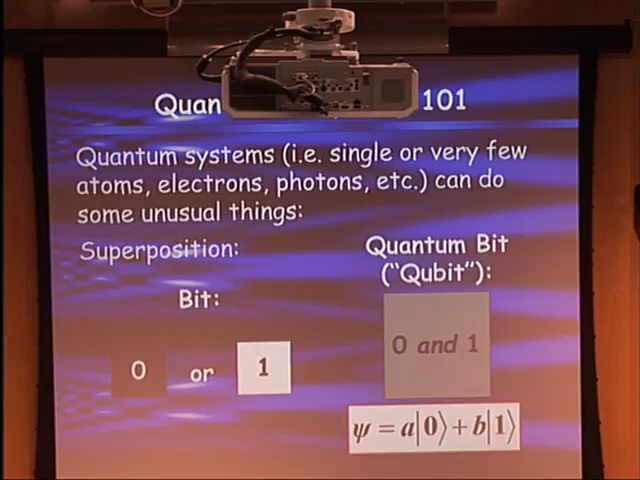 Quan 101
Quantum systems (i.e. single or very few
atoms, electrons, photons, etc.) can do
some unusual things:
Superposition:
Quantum Bit
("Qubit"):
Bit:
0 or 1
0 and 1
ψ = a|0⟩ + b|1⟩